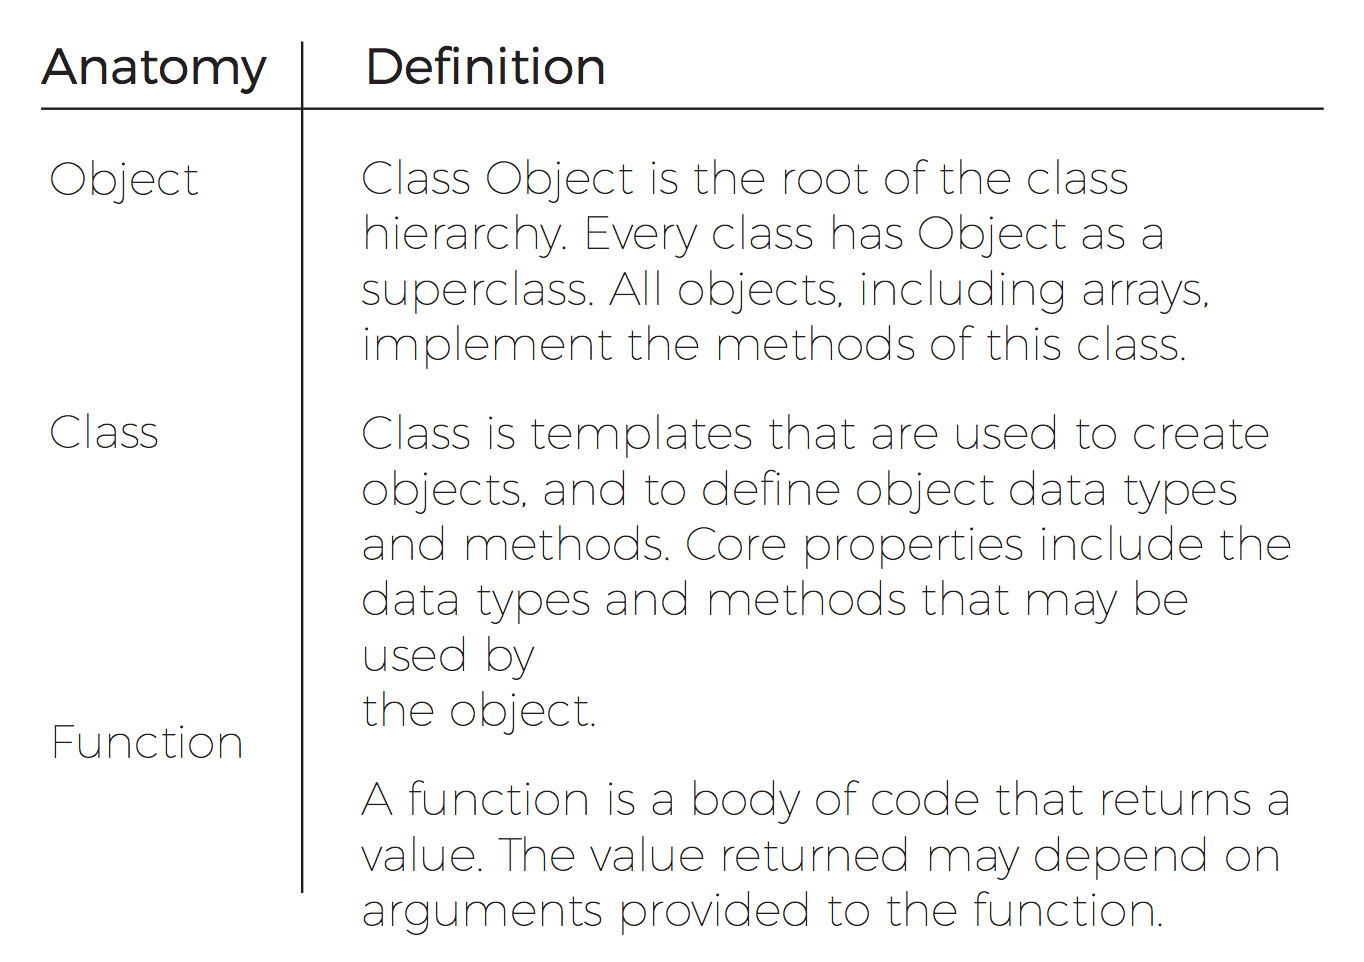 Anatomy Definition
Object Class Object is the root of the class
hierarchy. Every class has Object as a
superclass. All objects, including arrays,
implement the methods of this class.
Class Class is templates that are used to create
objects, and to define object data types
and methods. Core properties include the
data types and methods that may be
used by
the object.
Function
A function is a body of code that returns a
value. The value returned may depend on
arguments provided to the function.